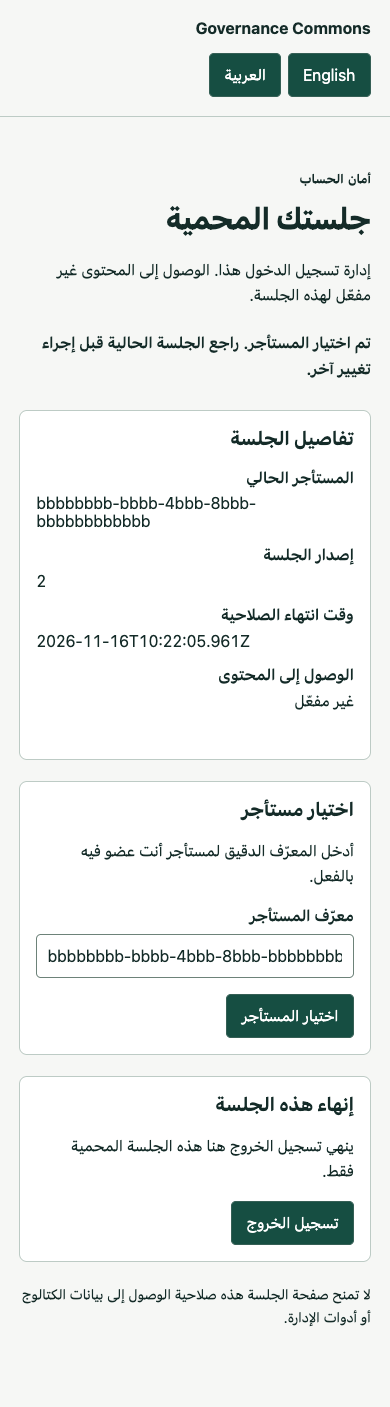 Governance Commons
العربية
English
أمان الحساب
جلستك المحمية
إدارة تسجيل الدخول هذا. الوصول إلى المحتوى غير
مفعّل لهذه الجلسة.
تم اختيار المستأجر. راجع الجلسة الحالية قبل إجراء
تغيير آخر.
تفاصيل الجلسة
المستأجر الحالي
bbbbbbbb-bbbb-4bbb-8bbb-
bbbbbbbbbbbb
إصدار الجلسة
2
وقت انتهاء الصلاحية
2026-11-16T10:22:05.961Z
الوصول إلى المحتوى
غير مفعّل
اختيار مستأجر
أدخل المعرّف الدقيق لمستأجر أنت عضو فيه
بالفعل.
معرّف المستأجر
bbbbbbbb-bbbb-4bbb-8bbb-bbbbbbbb
اختيار المستأجر
إنهاء هذه الجلسة
ينهي تسجيل الخروج هنا هذه الجلسة المحمية
فقط.
تسجيل الخروج
لا تمنح صفحة الجلسة هذه صلاحية الوصول إلى بيانات الكتالوج
أو أدوات الإدارة.